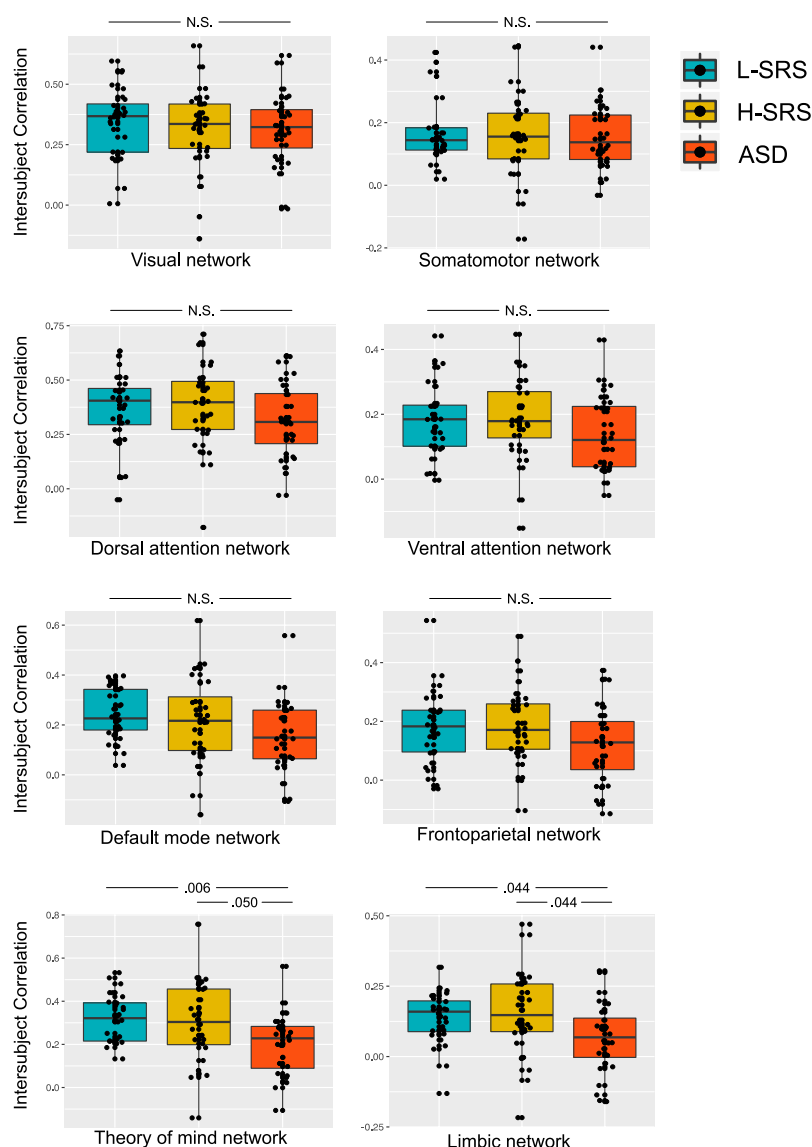 N.S.
N.S.
L-SRS
H-SRS
ASD
Intersubject Correlation
0.50
0.25
0.00
0.4
0.2
0.0
-0.2
Visual network
Somatomotor network
N.S.
N.S.
Intersubject Correlation
0.75
0.50
0.25
0.00
0.4
0.2
0.0
Dorsal attention network
Ventral attention network
N.S.
N.S.
Intersubject Correlation
0.6
0.4
0.2
0.0
0.4
0.2
0.0
Default mode network
Frontoparietal network
.006
.050
.044
.044
Intersubject Correlation
0.8
0.6
0.4
0.2
0.0
0.50
0.25
0.00
-0.25
Theory of mind network
Limbic network